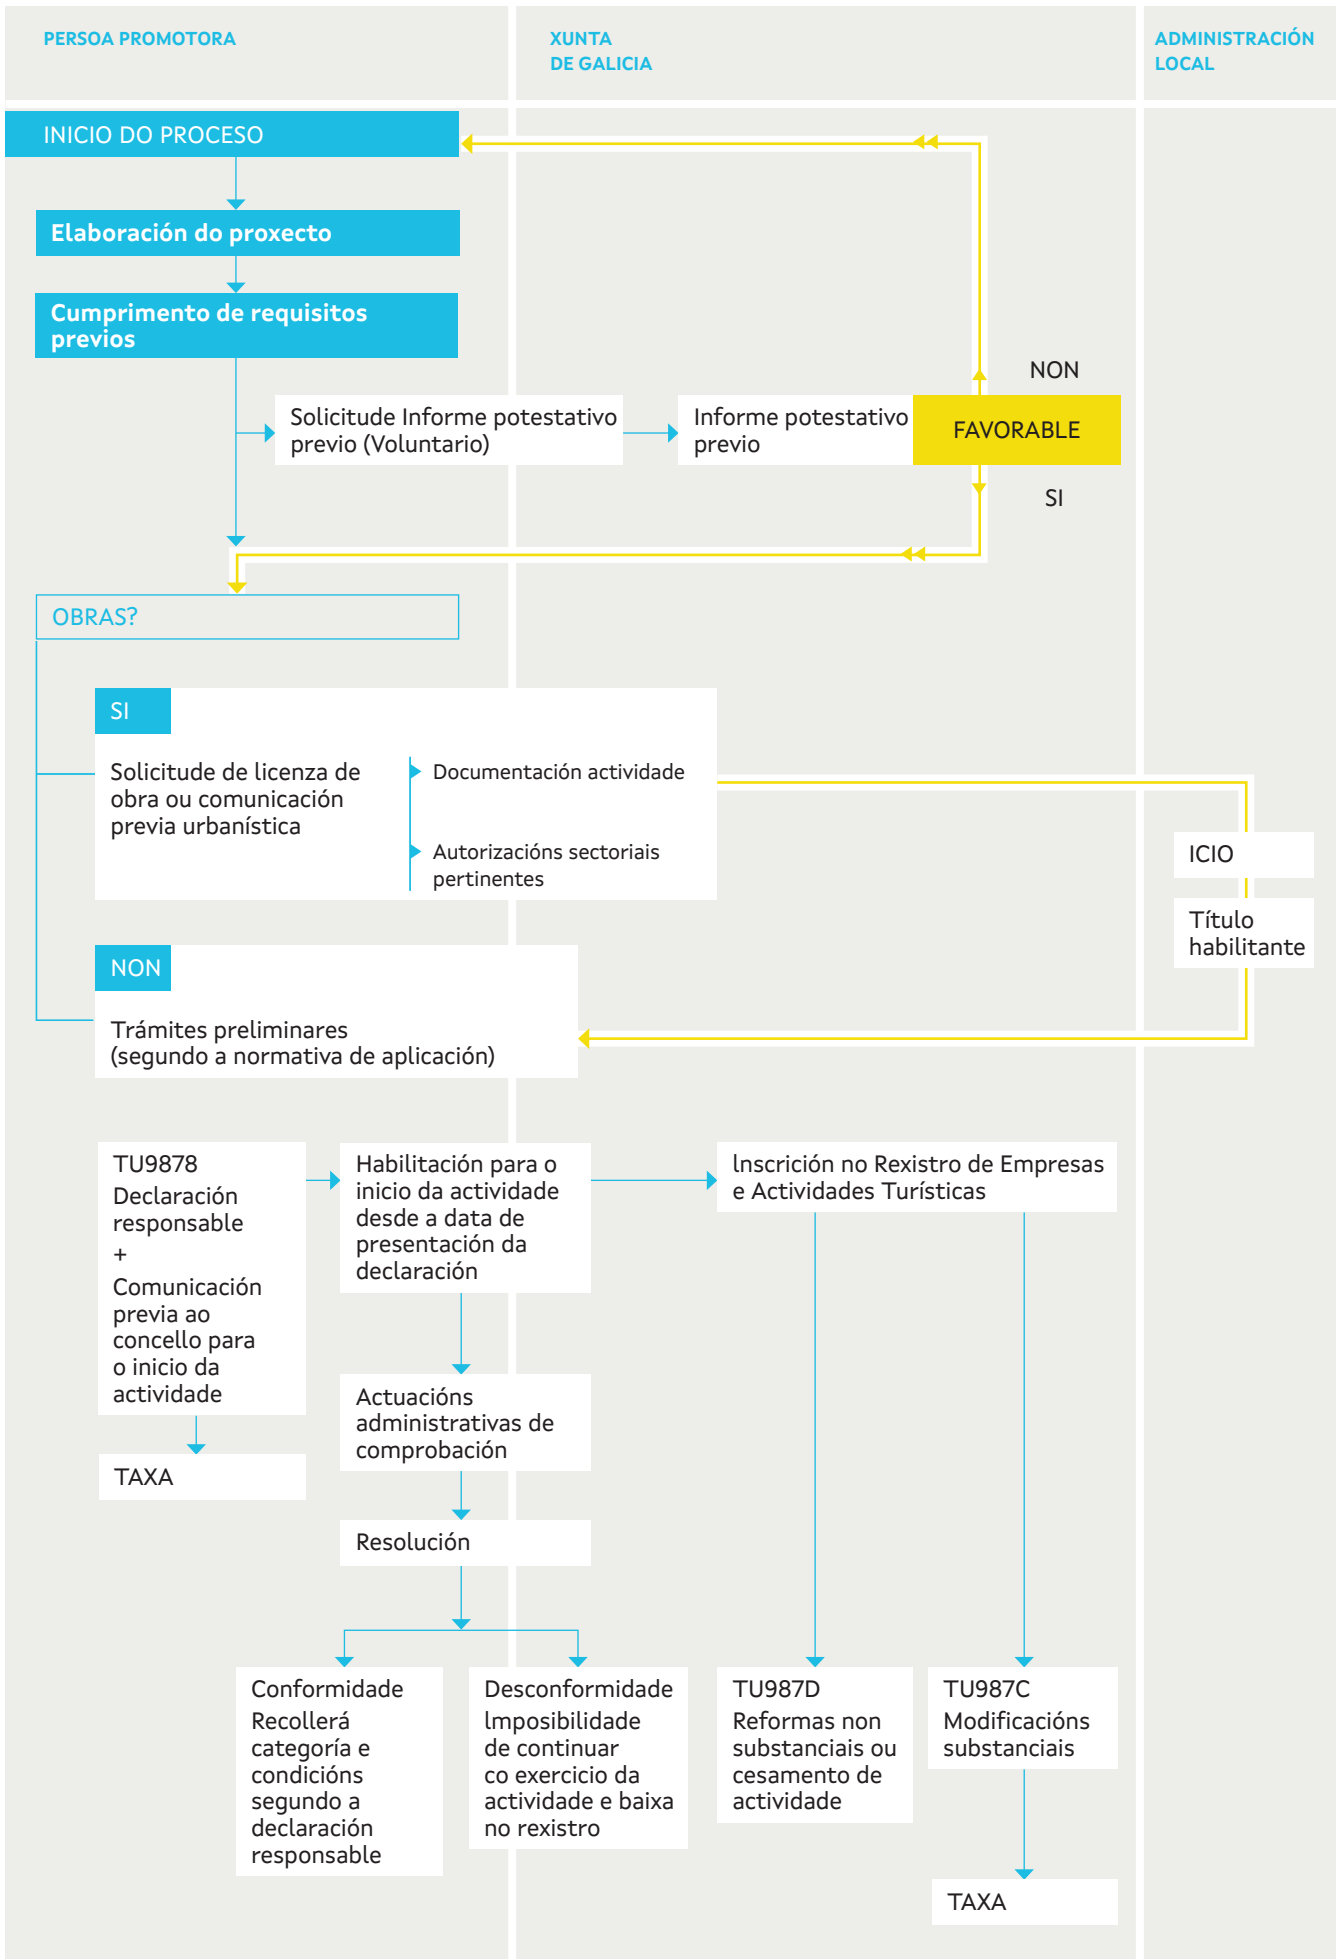 PERSOA PROMOTORA
XUNTA
DE GALICIA
ADMINISTRACIÓN
LOCAL
INICIO DO PROCESO
Elaboración do proxecto
Cumprimento de requisitos
previos
NON
Solicitude Informe potestativo
previo (Voluntario)
Informe potestativo
previo
FAVORABLE
SI
OBRAS?
SI
Solicitude de licenza de
obra ou comunicación
previa urbanística
Documentación actividade
Autorizacións sectoriais
pertinentes
ICIO
Título
habilitante
NON
Trámites preliminares
(segundo a normativa de aplicación)
TU9878
Declaración
responsable
+
Comunicación
previa ao
concello para
o inicio da
actividade
TAXA
Habilitación para o
inicio da actividade
desde a data de
presentación da
declaración
Inscrición no Rexistro de Empresas
e Actividades Turísticas
Actuacións
administrativas de
comprobación
Resolución
Conformidade
Recollerá
categoría e
condicións
segundo a
declaración
responsable
Desconformidade
Imposibilidade
de continuar
co exercicio da
actividade e baixa
no rexistro
TU987D
Reformas non
substanciais ou
cesamento de
actividade
TU987C
Modificacións
substanciais
TAXA